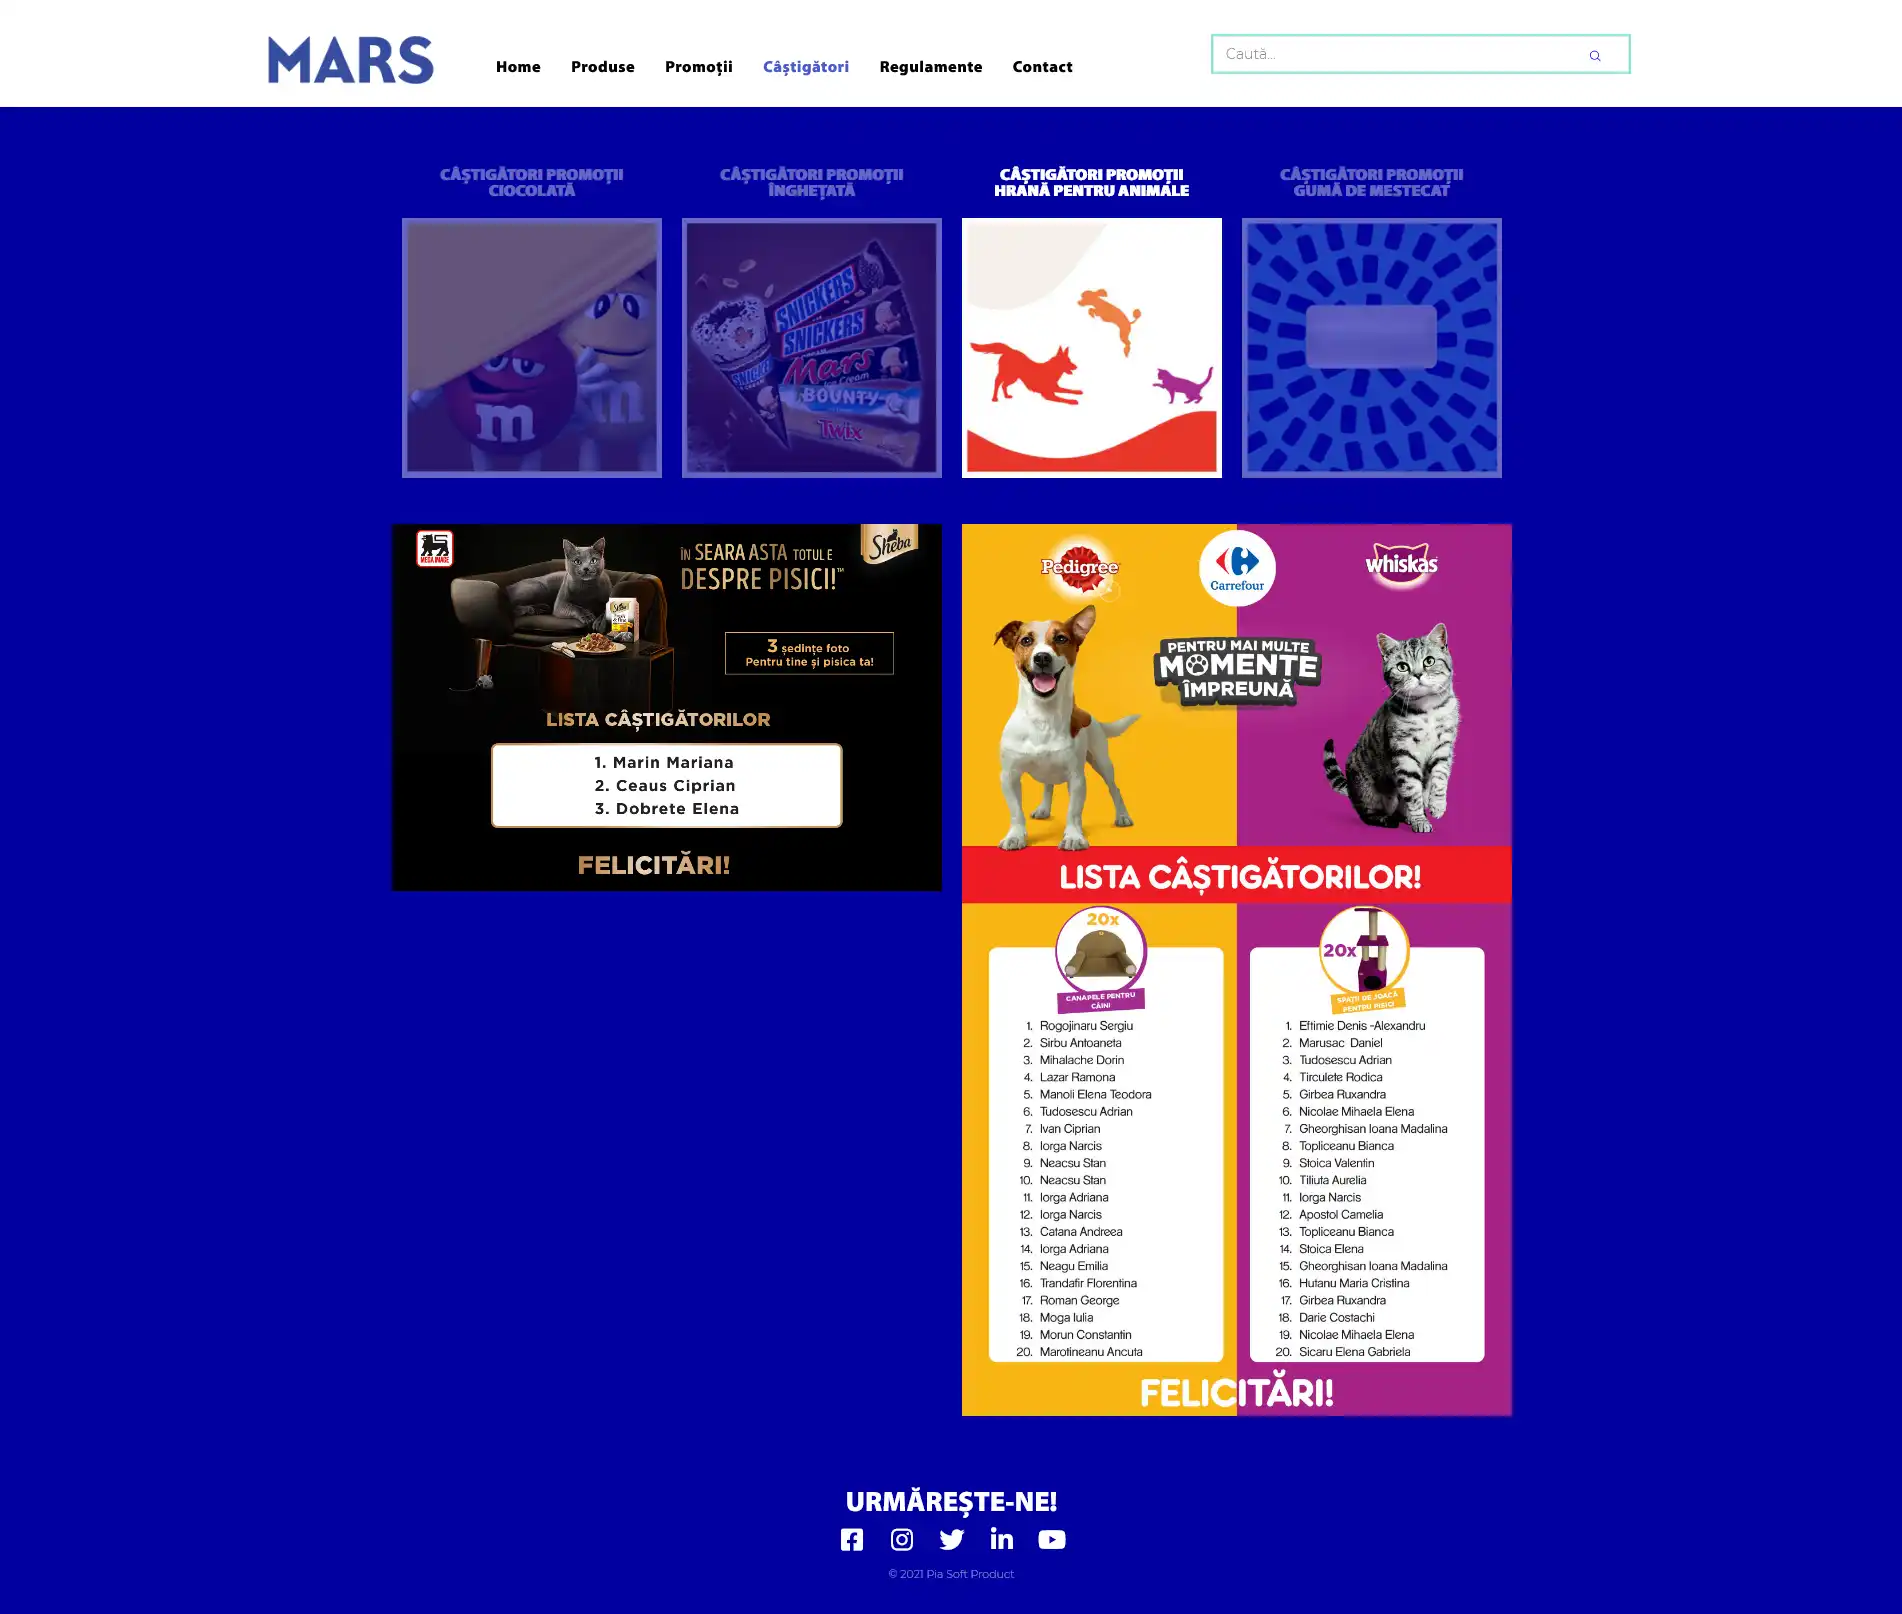 MARS
Home
Produse
Promoții
Câștigători
Regulamente
Contact
Caută...
CÂȘTIGĂTORI PROMOȚII
CIOCOLATĂ
CÂȘTIGĂTORI PROMOȚII
ÎNGHEȚATĂ
CÂȘTIGĂTORI PROMOȚII
HRANĂ PENTRU ANIMALE
CÂȘTIGĂTORI PROMOȚII
GUMĂ DE MESTECAT
m
m
SNICKERS
SNICKERS
SNICKERS
Mars
BOUNTY
Twix
MEGA IMAGE
ÎN SEARA ASTA TOTUL E
DESPRE PISICI!™
Sheba
3 ședințe foto
Pentru tine și pisica ta!
LISTA CÂȘTIGĂTORILOR
1. Marin Mariana
2. Ceaus Ciprian
3. Dobrete Elena
FELICITĂRI!
Pedigree
Carrefour
whiskas
PENTRU MAI MULTE
MOMENTE
ÎMPREUNĂ
LISTA CÂȘTIGĂTORILOR!
20x
CANAPELE PENTRU
CÂINI
1. Rogojinaru Sergiu
2. Sirbu Antoaneta
3. Mihalache Dorin
4. Lazar Ramona
5. Manoli Elena Teodora
6. Tudosescu Adrian
7. Ivan Ciprian
8. Iorga Narcis
9. Neacsu Stan
10. Neacsu Stan
11. Iorga Adriana
12. Iorga Narcis
13. Catana Andreea
14. Iorga Adriana
15. Neagu Emilia
16. Trandafir Florentina
17. Roman George
18. Moga Iulia
19. Morun Constantin
20. Marotineanu Ancuta
20x
SPAȚII DE JOACĂ
PENTRU PISICI
1. Eftimie Denis -Alexandru
2. Marusac Daniel
3. Tudosescu Adrian
4. Tirculete Rodica
5. Girbea Ruxandra
6. Nicolae Mihaela Elena
7. Gheorghisan Ioana Madalina
8. Topliceanu Bianca
9. Stoica Valentin
10. Tiliuta Aurelia
11. Iorga Narcis
12. Apostol Camelia
13. Topliceanu Bianca
14. Stoica Elena
15. Gheorghisan Ioana Madalina
16. Hutanu Maria Cristina
17. Girbea Ruxandra
18. Darie Costachi
19. Nicolae Mihaela Elena
20. Sicaru Elena Gabriela
FELICITĂRI!
URMĂREȘTE-NE!
© 2021 Pia Soft Product